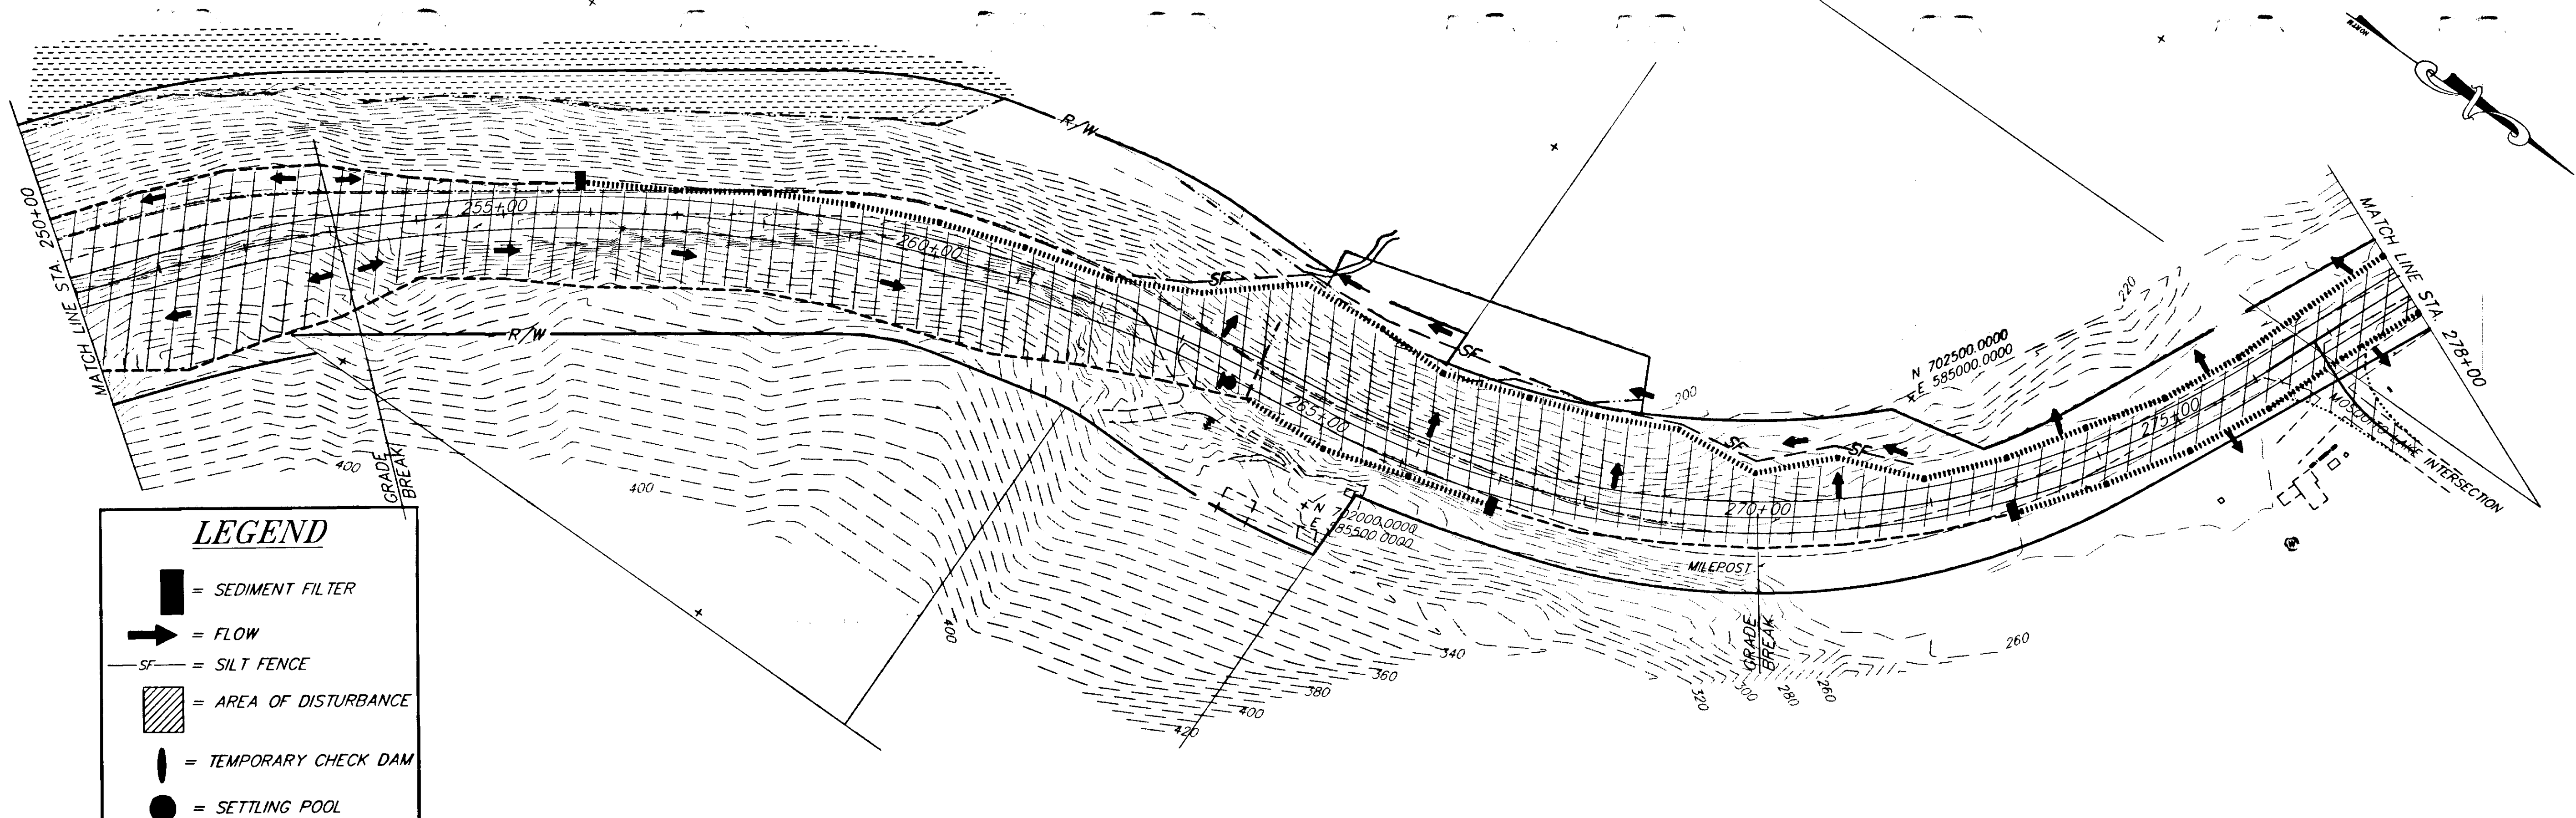 NORTH
R/W
MATCH LINE STA. 250+00
255+00
260+00
SF
R/W
265+00
SF
200
220
N 702500.0000
E 585000.0000
SF
SF
MATCH LINE STA. 278+00
275+00
MOSQUITO LAKE INTERSECTION
270+00
MILEPOST
N 702000.0000
E 585500.0000
400
400
400
GRADE
BREAK
GRADE
BREAK
340
360
380
400
420
320
300
280
260
260
LEGEND
= SEDIMENT FILTER
= FLOW
SF = SILT FENCE
= AREA OF DISTURBANCE
= TEMPORARY CHECK DAM
= SETTLING POOL